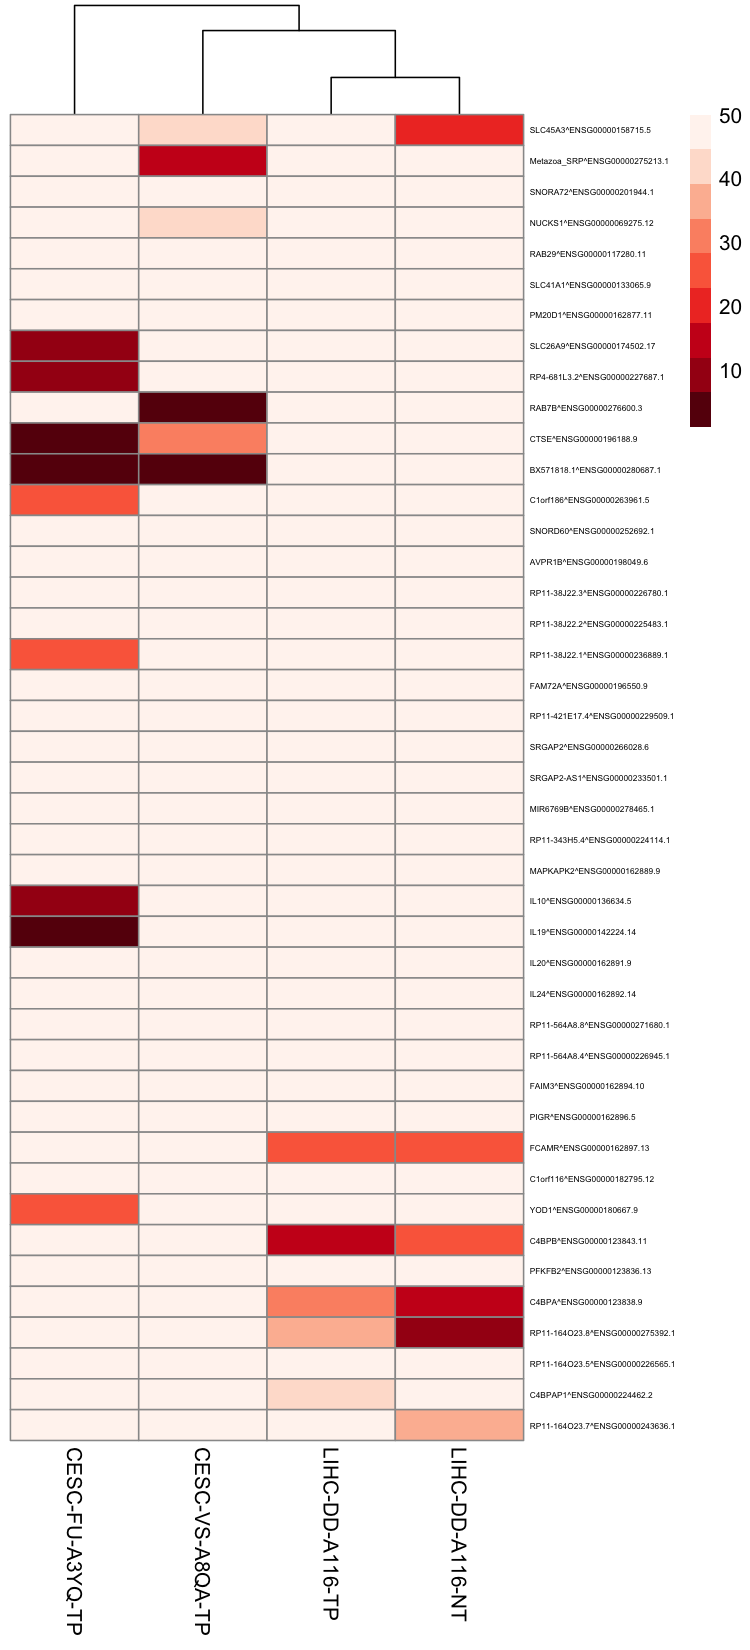 50
SLC45A3^ENSG00000158715.5
Metazoa_SRP^ENSG00000275213.1
40
SNORA72^ENSG00000201944.1
NUCKS1^ENSG00000069275.12
30
RAB29^ENSG00000117280.11
SLC41A1^ENSG00000133065.9
20
PM20D1^ENSG00000162877.11
SLC26A9^ENSG00000174502.17
10
RP4-681L3.2^ENSG00000227687.1
RAB7B^ENSG00000276600.3
CTSE^ENSG00000196188.9
BX571818.1^ENSG00000280687.1
C1orf186^ENSG00000263961.5
SNORD60^ENSG00000252692.1
AVPR1B^ENSG00000198049.6
RP11-38J22.3^ENSG00000226780.1
RP11-38J22.2^ENSG00000225483.1
RP11-38J22.1^ENSG00000236889.1
FAM72A^ENSG00000196550.9
RP11-421E17.4^ENSG00000229509.1
SRGAP2^ENSG00000266028.6
SRGAP2-AS1^ENSG00000233501.1
MIR6769B^ENSG00000278465.1
RP11-343H5.4^ENSG00000224114.1
MAPKAPK2^ENSG00000162889.9
IL10^ENSG00000136634.5
IL19^ENSG00000142224.14
IL20^ENSG00000162891.9
IL24^ENSG00000162892.14
RP11-564A8.8^ENSG00000271680.1
RP11-564A8.4^ENSG00000226945.1
FAIM3^ENSG00000162894.10
PIGR^ENSG00000162896.5
FCAMR^ENSG00000162897.13
C1orf116^ENSG00000182795.12
YOD1^ENSG00000180667.9
C4BPB^ENSG00000123843.11
PFKFB2^ENSG00000123836.13
C4BPA^ENSG00000123838.9
RP11-164O23.8^ENSG00000275392.1
RP11-164O23.5^ENSG00000226565.1
C4BPAP1^ENSG00000224462.2
RP11-164O23.7^ENSG00000243636.1
CESC-FU-A3YQ-TP
CESC-VS-A8QA-TP
LIHC-DD-A116-TP
LIHC-DD-A116-NT